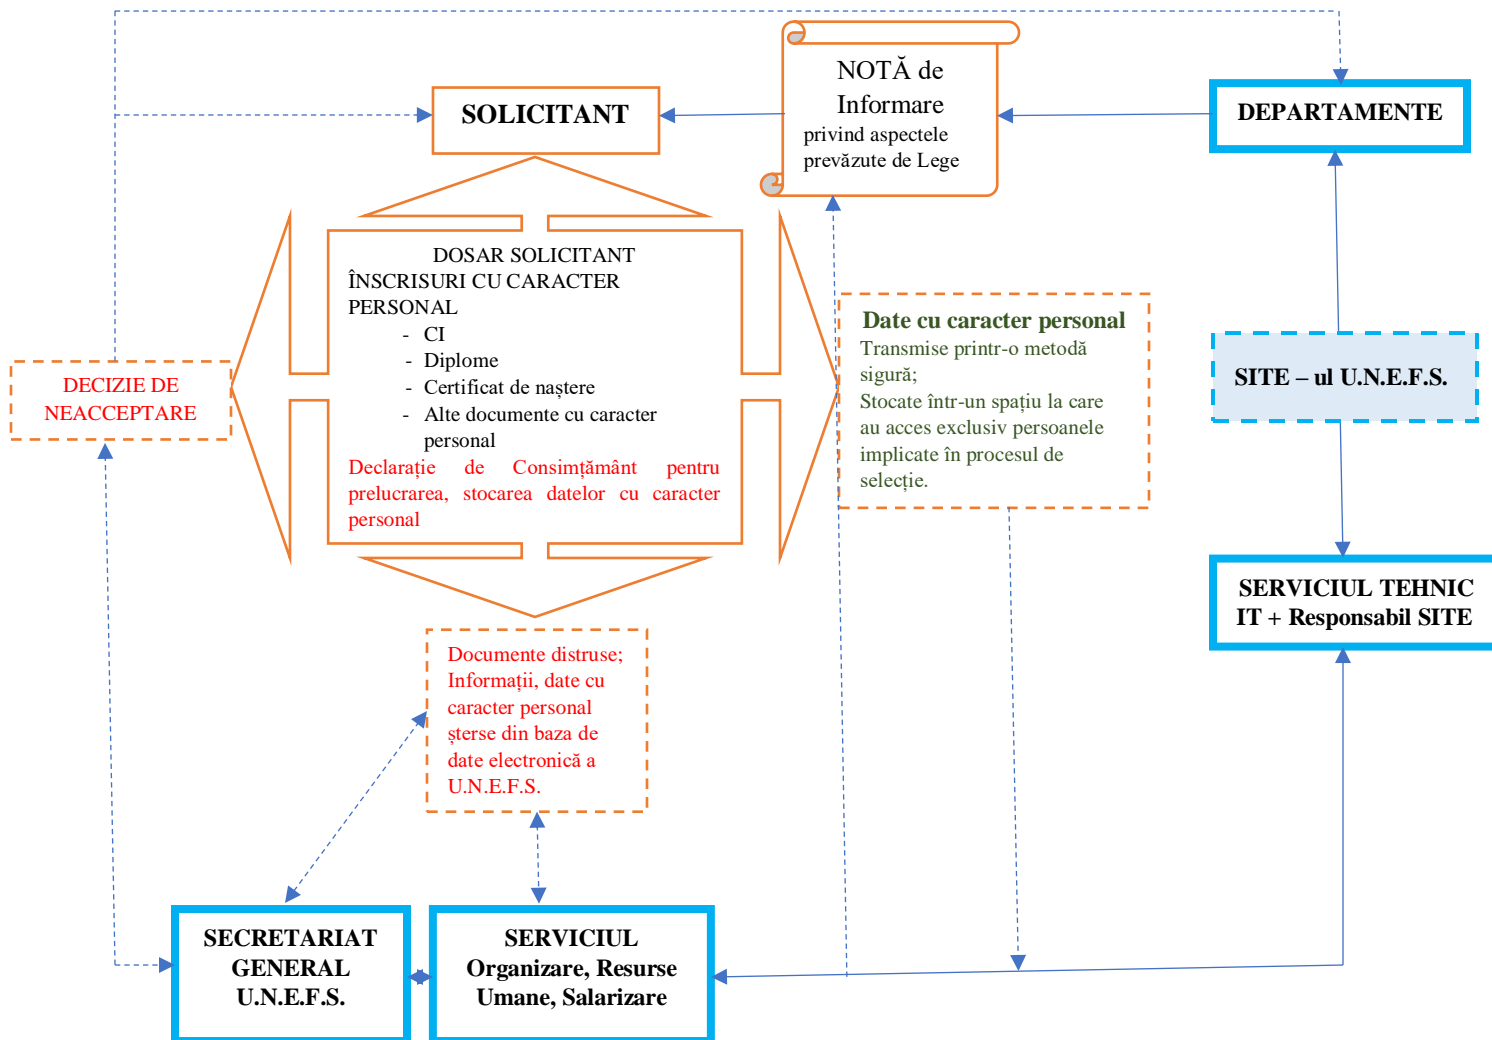 NOTĂ de
Informare
privind aspectele
prevăzute de Lege
SOLICITANT
DEPARTAMENTE
DOSAR SOLICITANT
ÎNSCRISURI CU CARACTER
PERSONAL
- CI
- Diplome
- Certificat de naștere
- Alte documente cu caracter
personal
Declarație de Consimțământ pentru
prelucrarea, stocarea datelor cu caracter
personal
Date cu caracter personal
Transmise printr-o metodă
sigură;
Stocate într-un spațiu la care
au acces exclusiv persoanele
implicate în procesul de
selecție.
SITE – ul U.N.E.F.S.
DECIZIE DE
NEACCEPTARE
SERVICIUL TEHNIC
IT + Responsabil SITE
Documente distruse;
Informații, date cu
caracter personal
șterse din baza de
date electronică a
U.N.E.F.S.
SECRETARIAT
GENERAL
U.N.E.F.S.
SERVICIUL
Organizare, Resurse
Umane, Salarizare